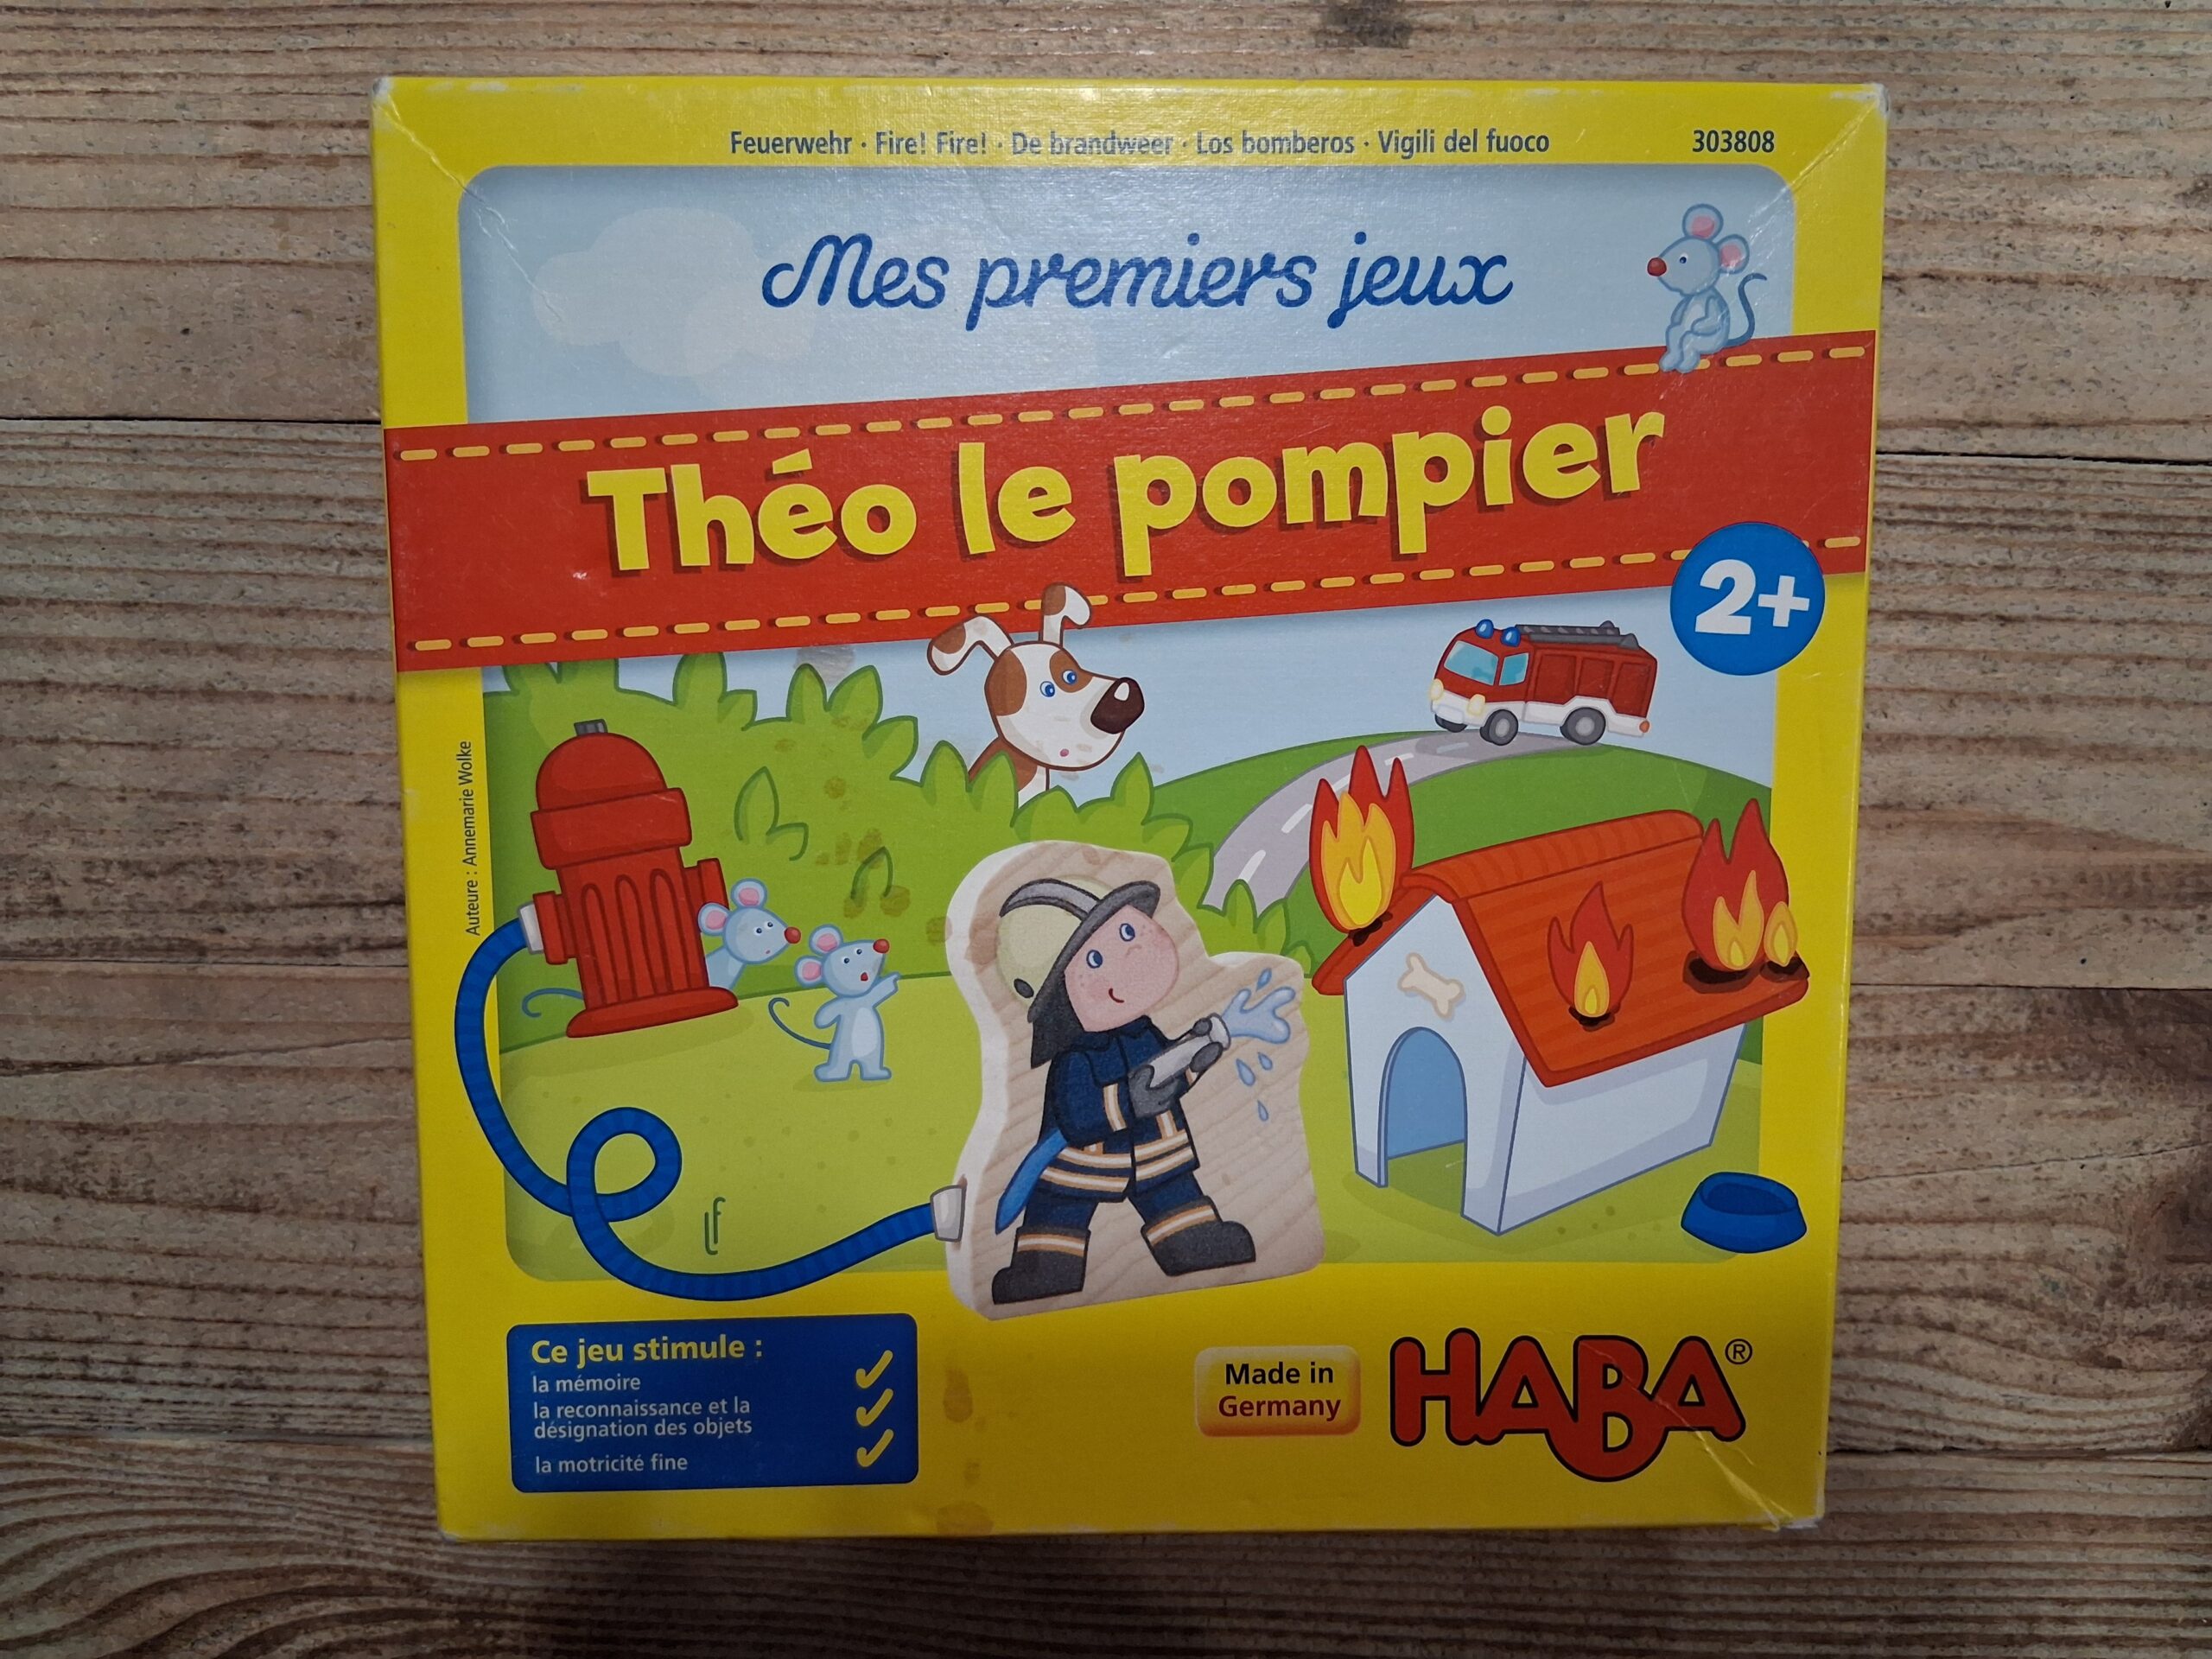 Feuerwehr · Fire! Fire! · De brandweer · Los bomberos · Vigili del fuoco
303808
Mes premiers jeux
Théo le pompier
2+
Auteure : Annemarie Wolke
lf
Ce jeu stimule :
la mémoire
la reconnaissance et la
désignation des objets
la motricité fine
Made in
Germany
HABA®